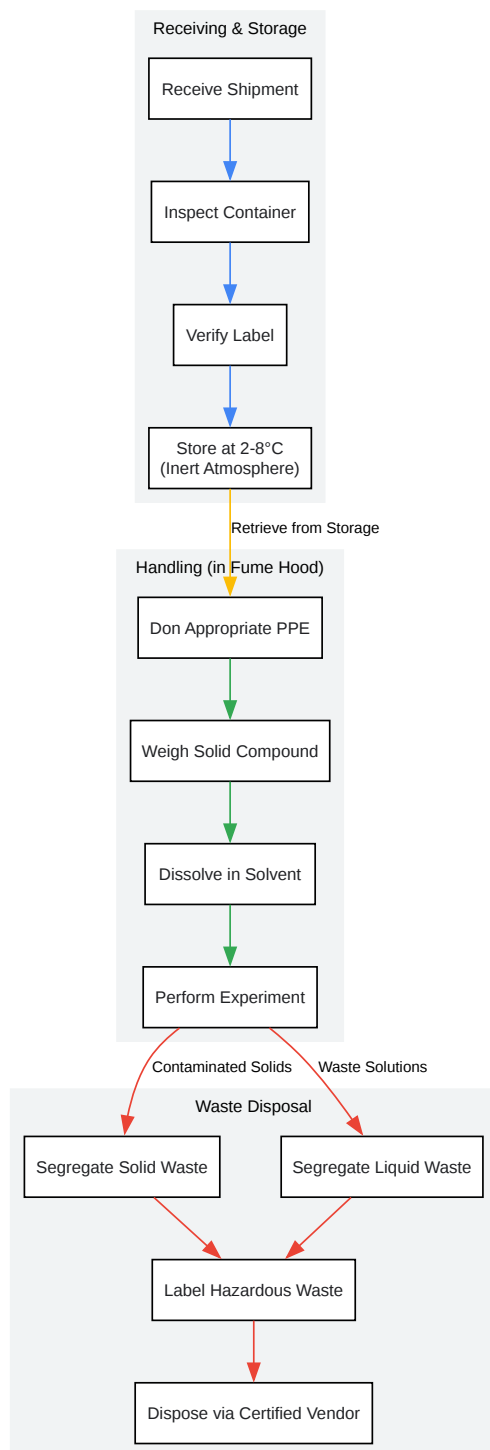 Receiving & Storage
Receive Shipment
Inspect Container
Verify Label
Store at 2-8°C
(Inert Atmosphere)
Retrieve from Storage
Handling (in Fume Hood)
Don Appropriate PPE
Weigh Solid Compound
Dissolve in Solvent
Perform Experiment
Contaminated Solids
Waste Solutions
Waste Disposal
Segregate Solid Waste
Segregate Liquid Waste
Label Hazardous Waste
Dispose via Certified Vendor